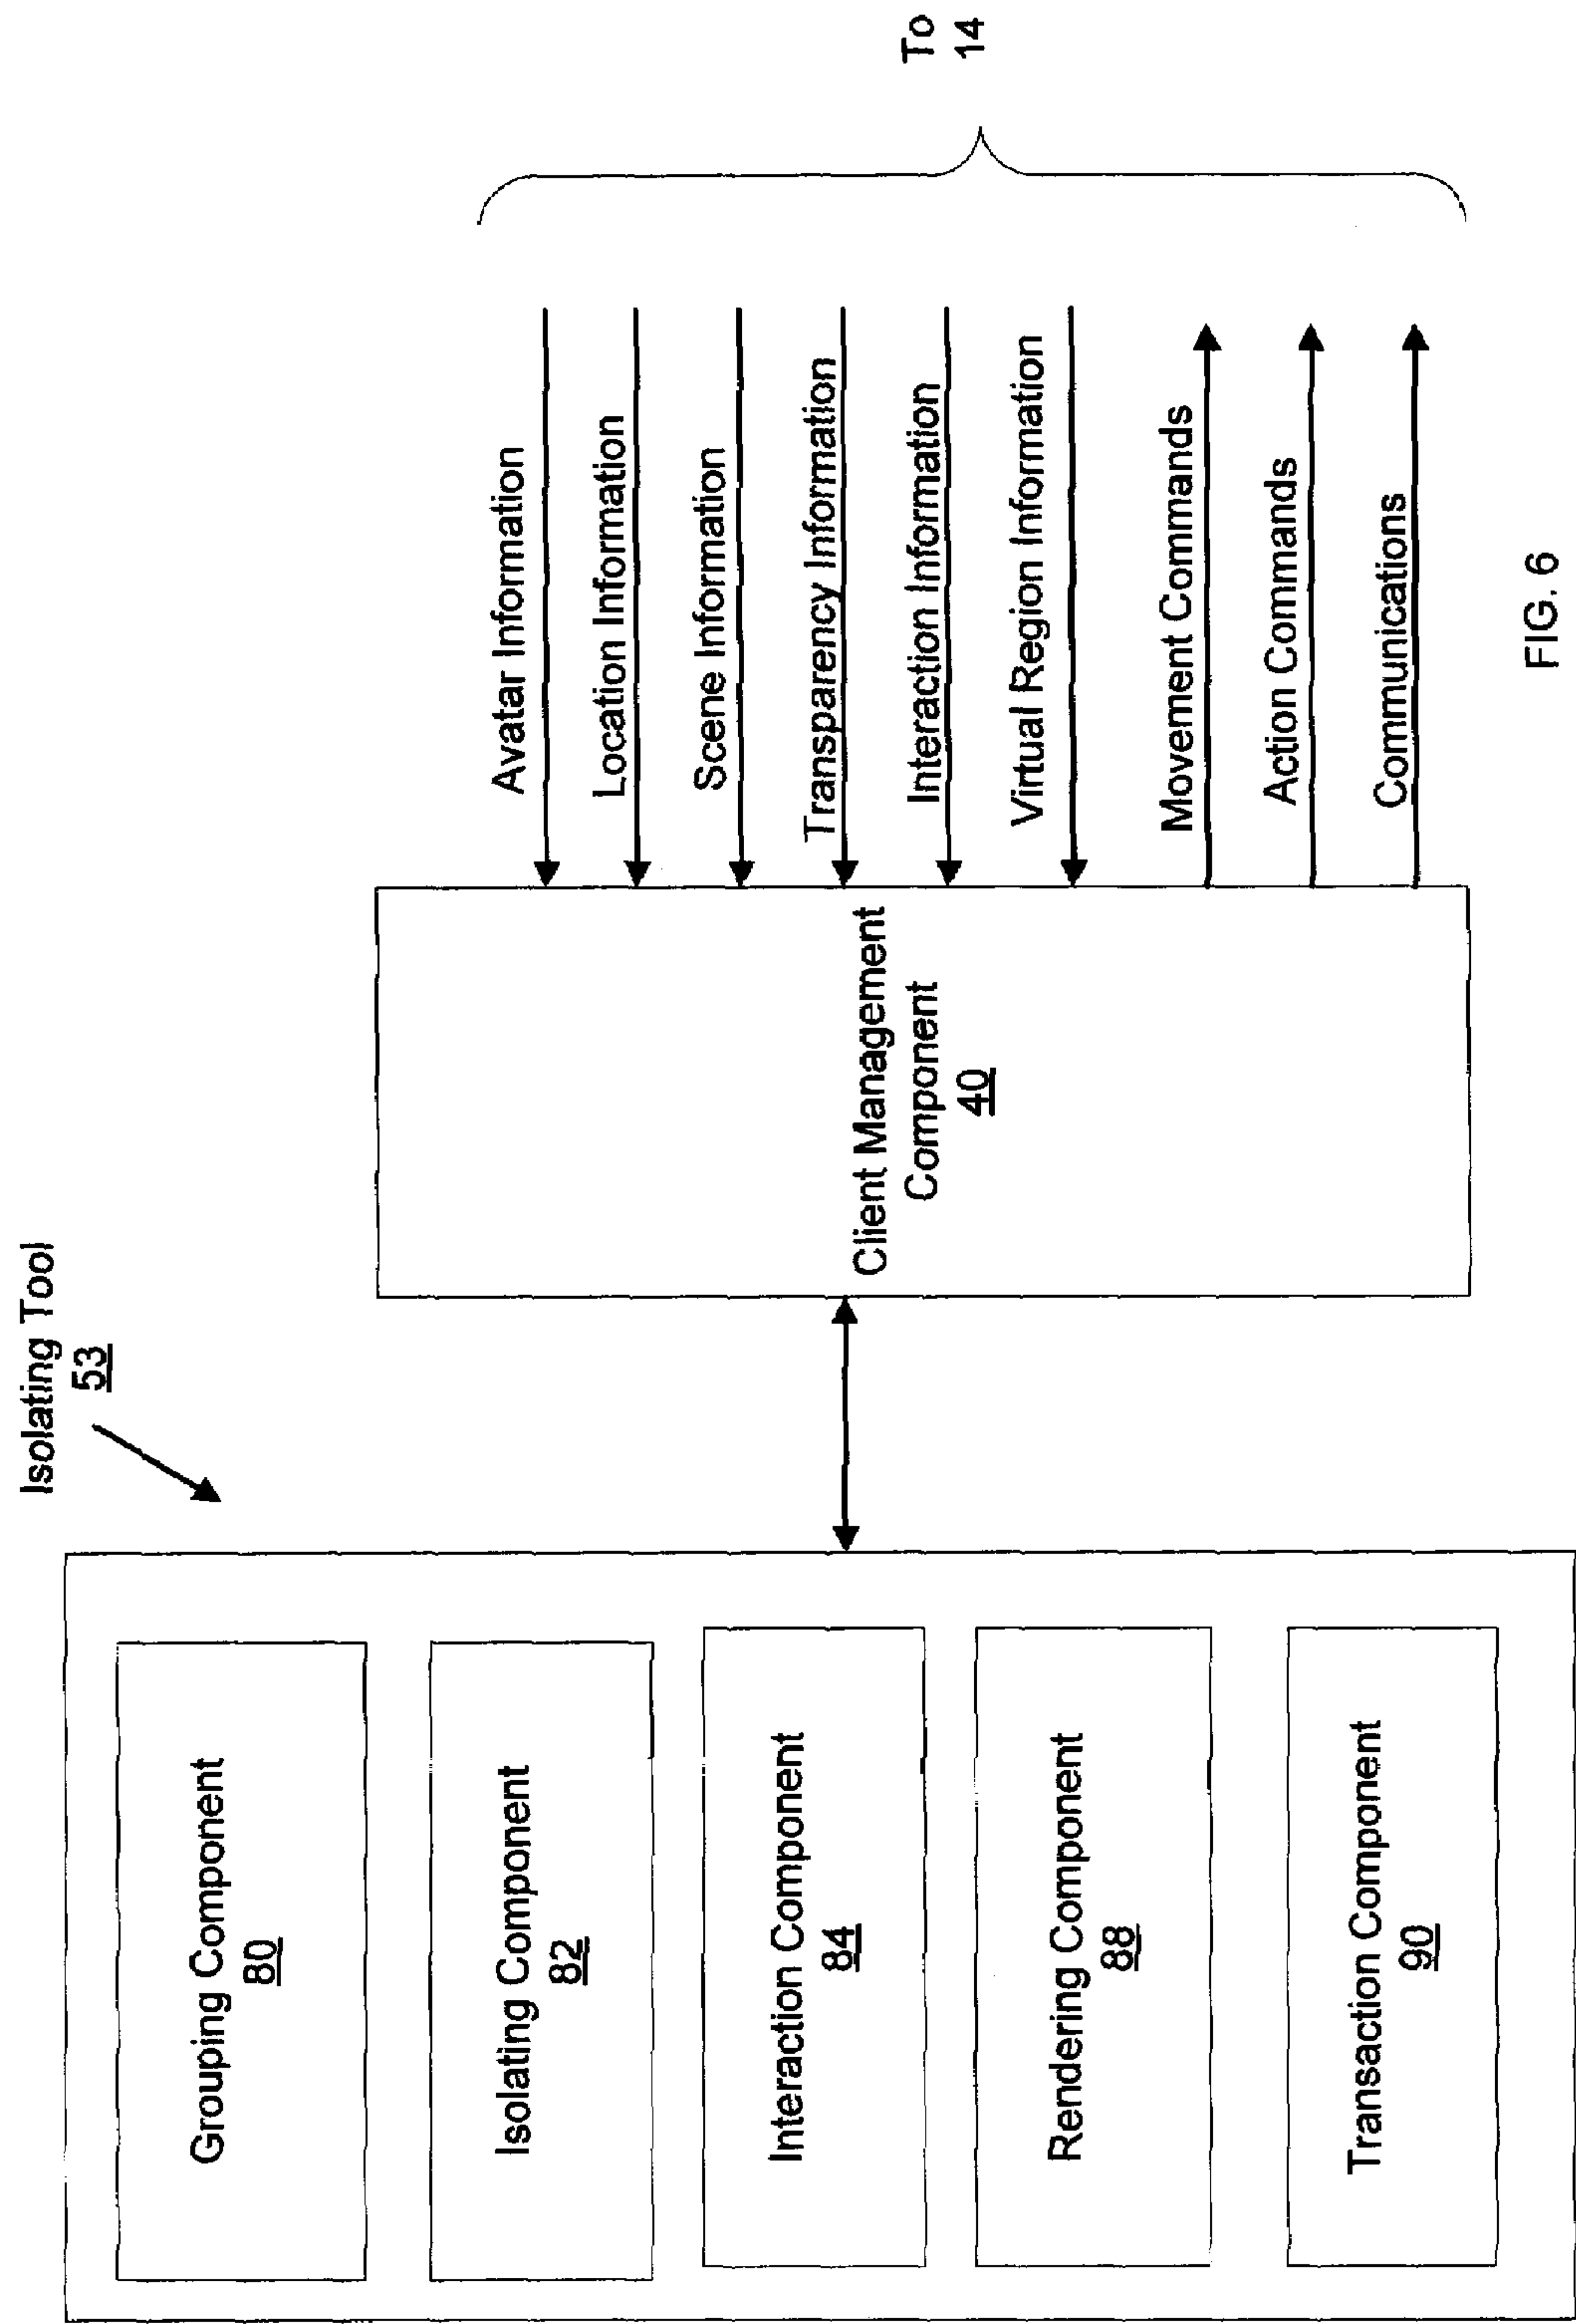 Isolating Tool
53
Grouping Component
80
Isolating Component
82
Interaction Component
84
Rendering Component
88
Transaction Component
90
Client Management
Component
40
Avatar Information
Location Information
Scene Information
Transparency Information
Interaction Information
Virtual Region Information
Movement Commands
Action Commands
Communications
To
14
FIG. 6